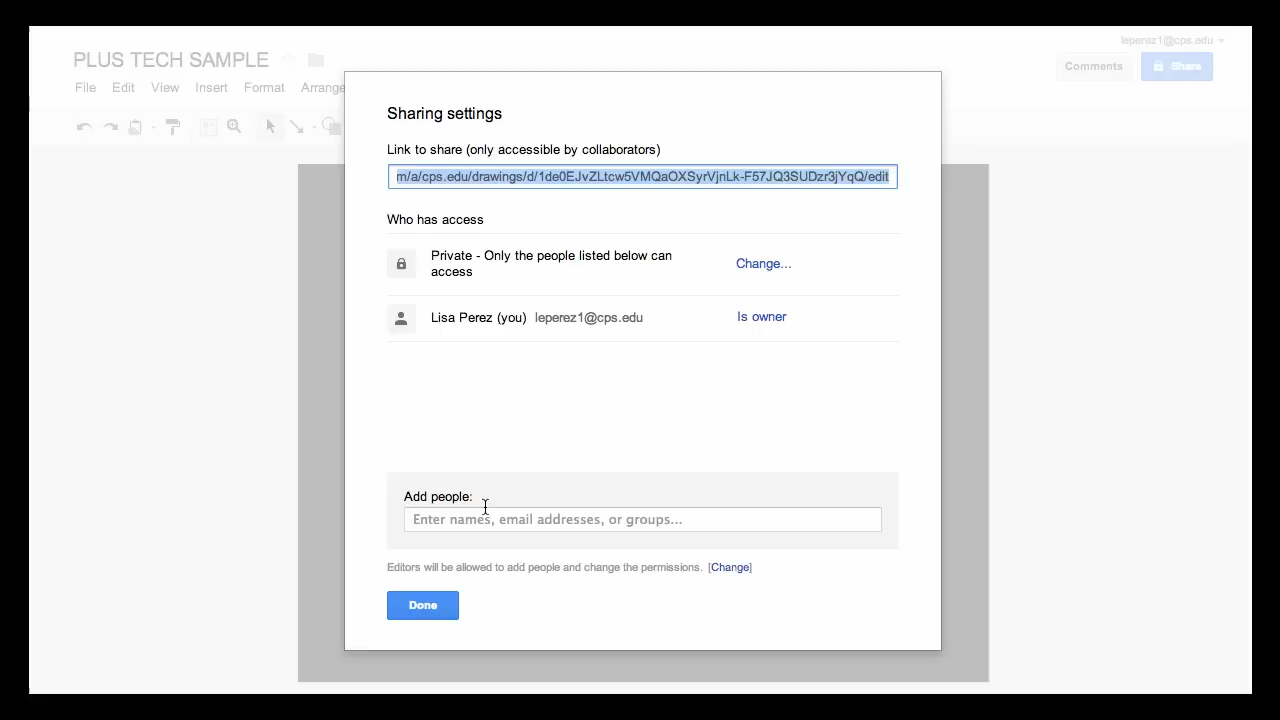 leperez1@cps.edu
PLUS TECH SAMPLE
Comments
Share
File Edit View Insert Format Arrange
Sharing settings
Link to share (only accessible by collaborators)
m/a/cps.edu/drawings/d/1de0EJvZLtcw5VMQaOXSyrVjnLk-F57JQ3SUDzr3jYqQ/edit
Who has access
Private - Only the people listed below can
access
Change...
Lisa Perez (you) leperez1@cps.edu Is owner
Add people:
Enter names, email addresses, or groups...
Editors will be allowed to add people and change the permissions. [Change]
Done